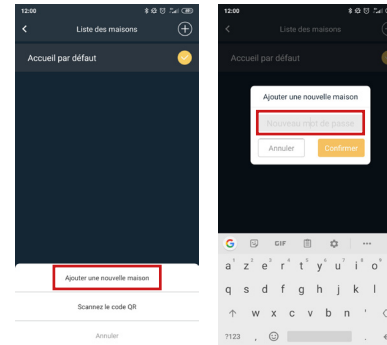 12:00
Liste des maisons
Accueil par défaut
Ajouter une nouvelle maison
Scannez le code QR
Annuler
12:00
Liste des maisons
Accueil par défaut
Ajouter une nouvelle maison
Nouveau mot de passe
Annuler
Confirmer
G GIF
a z e r t y u i o
q s d f g h j k l
w x c v b n '
?123 , .